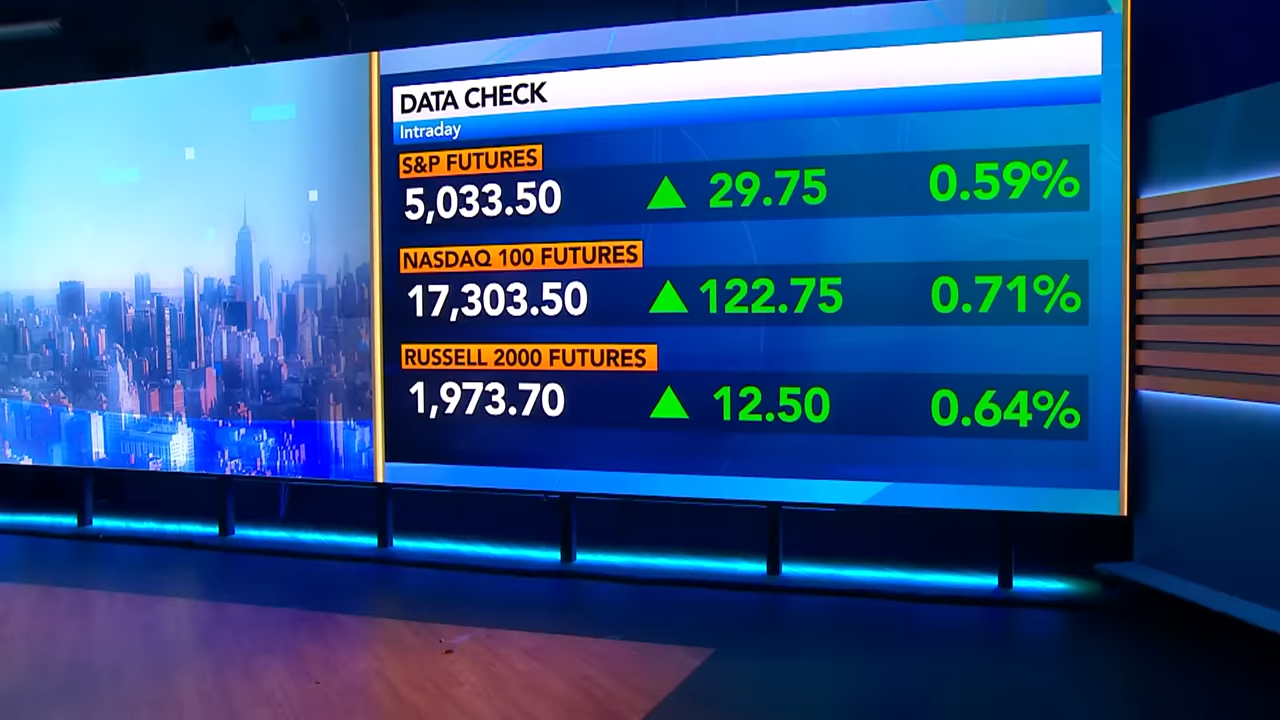 DATA CHECK
Intraday
S&P FUTURES
5,033.50 ▲ 29.75 0.59%
NASDAQ 100 FUTURES
17,303.50 ▲ 122.75 0.71%
RUSSELL 2000 FUTURES
1,973.70 ▲ 12.50 0.64%